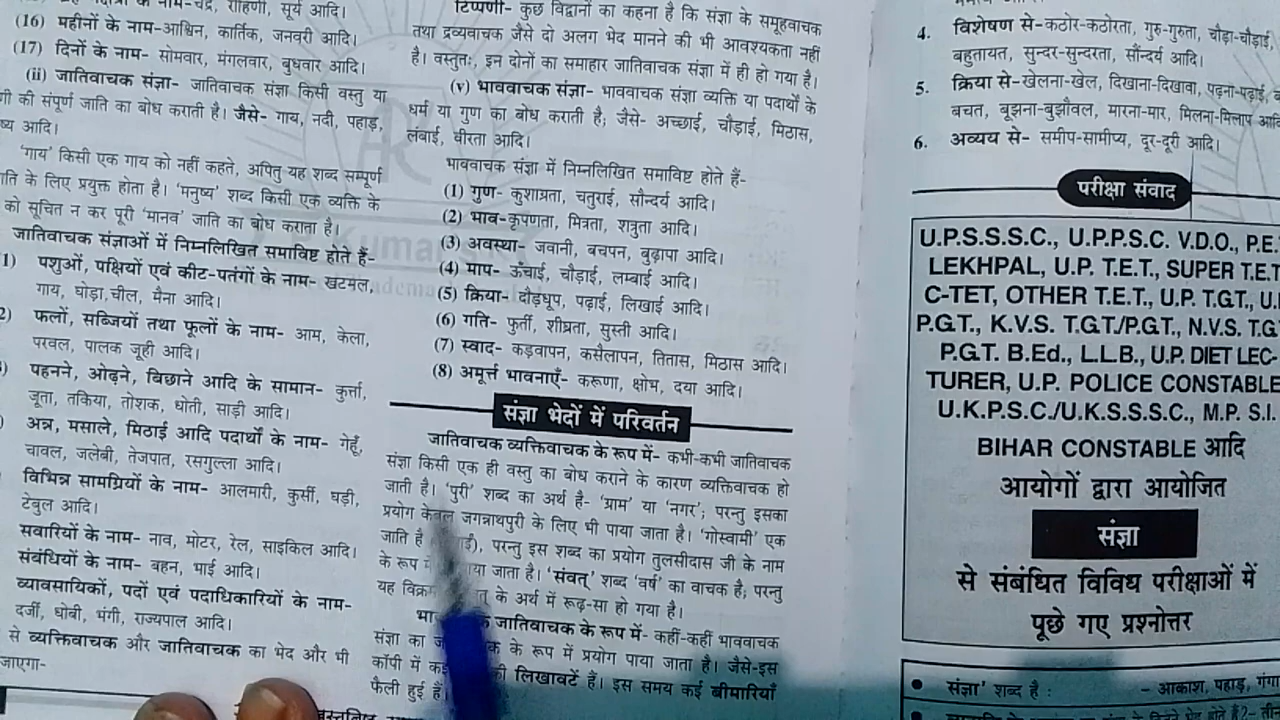 (16) महीनों के नाम-आश्विन, कार्तिक, जनवरी आदि।
(17) दिनों के नाम- सोमवार, मंगलवार, बुधवार आदि।
(ii) जातिवाचक संज्ञा- जातिवाचक संज्ञा किसी वस्तु या
की संपूर्ण जाति का बोध कराती है। जैसे- गाय, नदी, पहाड़,
आदि।
'गाय' किसी एक गाय को नहीं कहते, अपितु यह शब्द सम्पूर्ण
के लिए प्रयुक्त होता है। 'मनुष्य' शब्द किसी एक व्यक्ति के
को सूचित न कर पूरी 'मानव' जाति का बोध कराता है।
जातिवाचक संज्ञाओं में निम्नलिखित समाविष्ट होते हैं-
1) पशुओं, पक्षियों एवं कीट-पतंगों के नाम- खटमल,
गाय, घोड़ा,चील, मैना आदि।
2) फलों, सब्जियों तथा फूलों के नाम- आम, केला,
परवल, पालक जूही आदि।
) पहनने, ओढ़ने, बिछाने आदि के सामान- कुर्त्ता,
जूता, तकिया, तोशक, धोती, साड़ी आदि।
) अन्न, मसाले, मिठाई आदि पदार्थों के नाम- गेहूँ,
चावल, जलेबी, तेजपात, रसगुल्ला आदि।
विभिन्न सामग्रियों के नाम- आलमारी, कुर्सी, घड़ी,
टेबुल आदि।
सवारियों के नाम- नाव, मोटर, रेल, साइकिल आदि।
संबंधियों के नाम- बहन, भाई आदि।
व्यावसायिकों, पदों एवं पदाधिकारियों के नाम-
दर्जी, धोबी, भंगी, राज्यपाल आदि।
से व्यक्तिवाचक और जातिवाचक का भेद और भी
जाएगा-
टिप्पणी- कुछ विद्वानों का कहना है कि संज्ञा के समूहवाचक
तथा द्रव्यवाचक जैसे दो अलग भेद मानने की भी आवश्यकता नहीं
है। वस्तुतः, इन दोनों का समाहार जातिवाचक संज्ञा में ही हो गया है।
(v) भाववाचक संज्ञा- भाववाचक संज्ञा व्यक्ति या पदार्थों के
धर्म या गुण का बोध कराती है; जैसे- अच्छाई, चौड़ाई, मिठास,
लंबाई, वीरता आदि।
भाववाचक संज्ञा में निम्नलिखित समाविष्ट होते हैं-
(1) गुण- कुशाग्रता, चतुराई, सौन्दर्य आदि।
(2) भाव-कृपणता, मित्रता, शत्रुता आदि।
(3) अवस्था- जवानी, बचपन, बुढ़ापा आदि।
(4) माप- ऊँचाई, चौड़ाई, लम्बाई आदि।
(5) क्रिया- दौड़धूप, पढ़ाई, लिखाई आदि।
(6) गति- फुर्ती, शीघ्रता, सुस्ती आदि।
(7) स्वाद- कड़वापन, कसैलापन, तितास, मिठास आदि।
(8) अमूर्त्त भावनाएँ- करूणा, क्षोभ, दया आदि।
संज्ञा भेदों में परिवर्तन
जातिवाचक व्यक्तिवाचक के रूप में- कभी-कभी जातिवाचक
संज्ञा किसी एक ही वस्तु का बोध कराने के कारण व्यक्तिवाचक हो
जाती है। 'पुरी' शब्द का अर्थ है- 'ग्राम' या 'नगर'; परन्तु इसका
प्रयोग केवल जगन्नाथपुरी के लिए भी पाया जाता है। 'गोस्वामी' एक
जाति है परन्तु इस शब्द का प्रयोग तुलसीदास जी के नाम
के रूप जाता है। 'संवत्' शब्द 'वर्ष' का वाचक है; परन्तु
यह के अर्थ में रूढ़-सा हो गया है।
जातिवाचक के रूप में- कहीं-कहीं भाववाचक
संज्ञा का के रूप में प्रयोग पाया जाता है। जैसे-इस
कॉपी में की लिखावटें हैं। इस समय कई बीमारियाँ
फैली हुई हैं।
4. विशेषण से-कठोर-कठोरता, गुरु-गुरुता, चौड़ा-चौड़ाई,
बहुतायत, सुन्दर-सुन्दरता, सौंन्दर्य आदि।
5. क्रिया से-खेलना-खेल, दिखाना-दिखावा, पढ़ना-पढ़ाई,
बचत, बूझना-बुझौवल, मारना-मार, मिलना-मिलाप आदि
6. अव्यय से- समीप-सामीप्य, दूर-दूरी आदि।
परीक्षा संवाद
U.P.S.S.S.C., U.P.P.S.C. V.D.O., P.E.
LEKHPAL, U.P. T.E.T., SUPER T.E.T
C-TET, OTHER T.E.T., U.P. T.G.T., U.
P.G.T., K.V.S. T.G.T./P.G.T., N.V.S. T.G
P.G.T. B.Ed., L.L.B., U.P. DIET LEC-
TURER, U.P. POLICE CONSTABLE
U.K.P.S.C./U.K.S.S.S.C., M.P. S.I.
BIHAR CONSTABLE आदि
आयोगों द्वारा आयोजित
संज्ञा
से संबंधित विविध परीक्षाओं में
पूछे गए प्रश्नोत्तर
• संज्ञा' शब्द है : - आकाश, पहाड़, गंगा